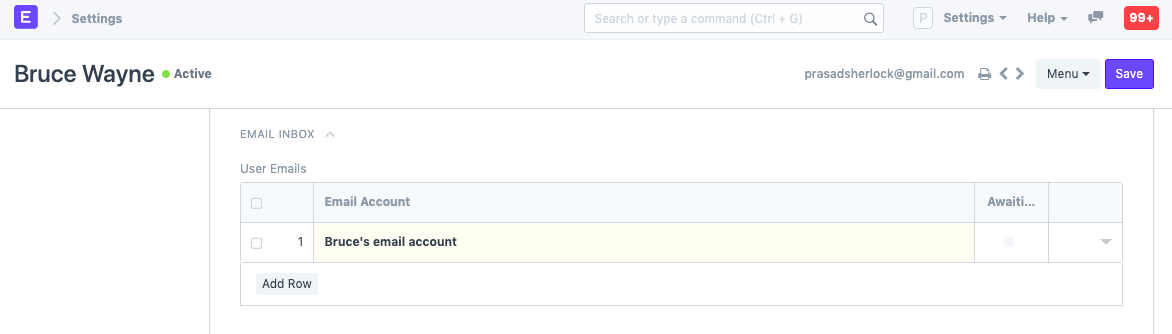 E Settings Search or type a command (Ctrl + G) P Settings Help 99+
Bruce Wayne Active prasadsherlock@gmail.com Menu Save
EMAIL INBOX
User Emails
Email Account Awaiti...
1 Bruce's email account
Add Row